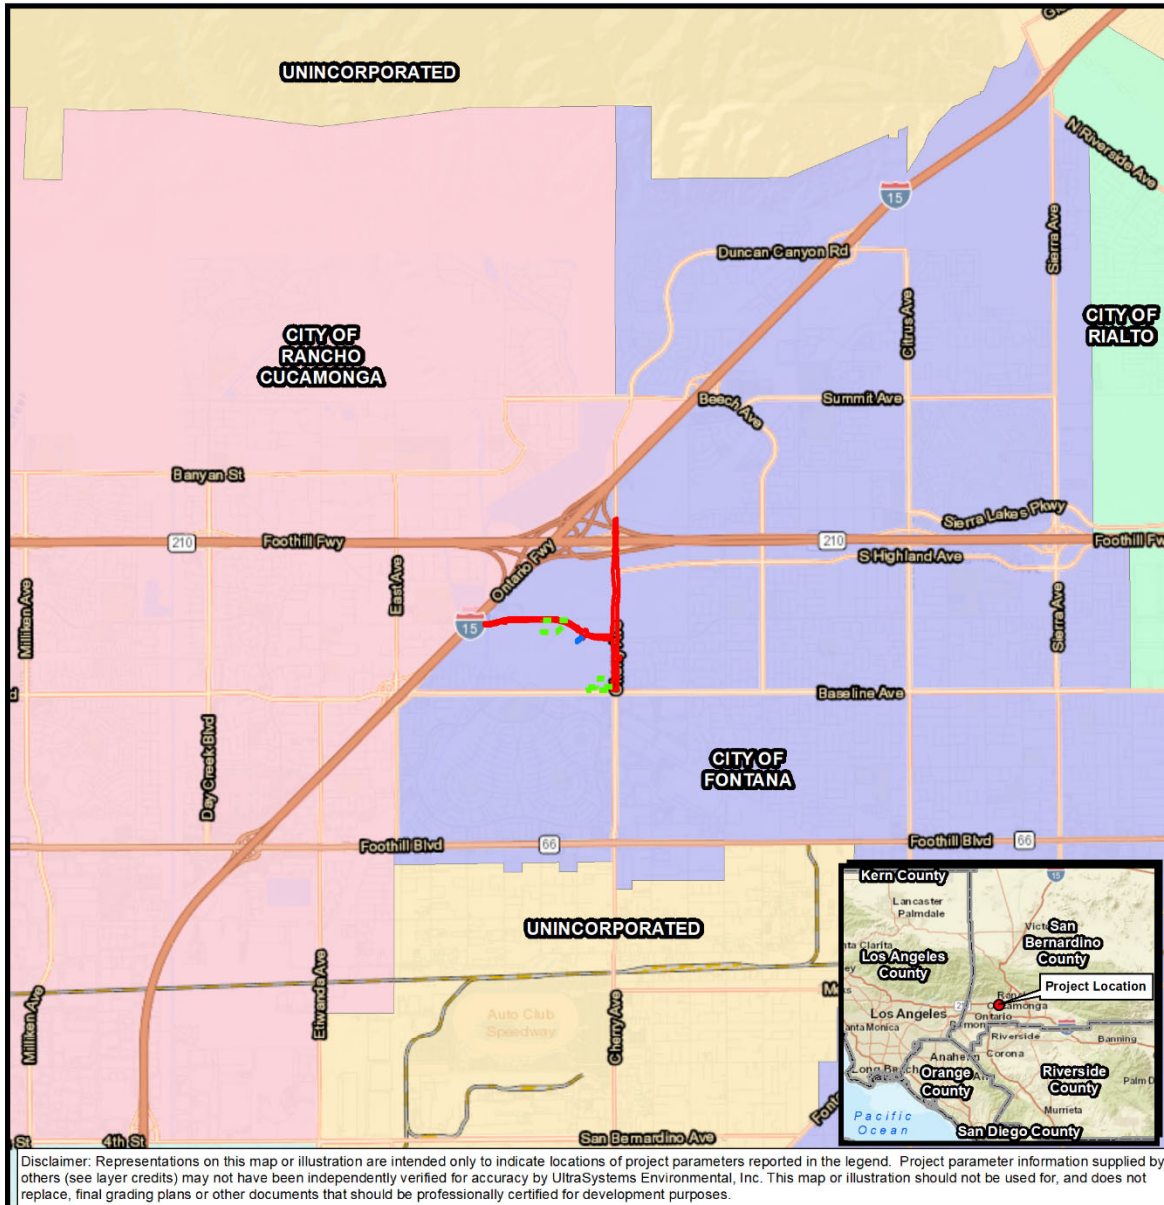 UNINCORPORATED
N Riverside Ave
15
Sierra Ave
Duncan Canyon Rd
Citrus Ave
CITY OF
RIALTO
CITY OF
RANCHO
CUCAMONGA
Beech Ave
Summit Ave
Banyan St
Sierra Lakes Pkwy
210
Foothill Fwy
210
Foothill Fw
S Highland Ave
Ontario Fwy
East Ave
Milliken Ave
15
Sierra Ave
Baseline Ave
Day Creek Blvd
CITY OF
FONTANA
Foothill Blvd
66
Foothill Blvd
66
UNINCORPORATED
Etiwanda Ave
Milliken Ave
Auto Club
Speedway
Cherry Ave
4th St
San Bernardino Ave
Kern County
15
Lancaster
Palmdale
San
Bernardino
County
Los Angeles
County
Project Location
Los Angeles
Ontario
Riverside
Banning
Corona
Orange
County
Riverside
County
Murrieta
Pacific
Ocean
San Diego County
Disclaimer: Representations on this map or illustration are intended only to indicate locations of project parameters reported in the legend. Project parameter information supplied by
others (see layer credits) may not have been independently verified for accuracy by UltraSystems Environmental, Inc. This map or illustration should not be used for, and does not
replace, final grading plans or other documents that should be professionally certified for development purposes.